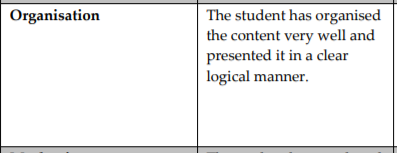 Organisation
The student has organised
the content very well and
presented it in a clear
logical manner.